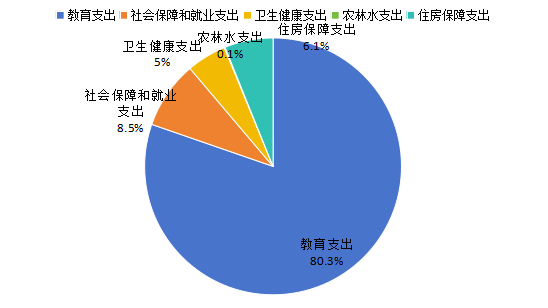 教育支出 社会保障和就业支出 卫生健康支出 农林水支出 住房保障支出
住房保障支出
6.1%
农林水支出
0.1%
卫生健康支出
5%
社会保障和就业
支出
8.5%
教育支出
80.3%